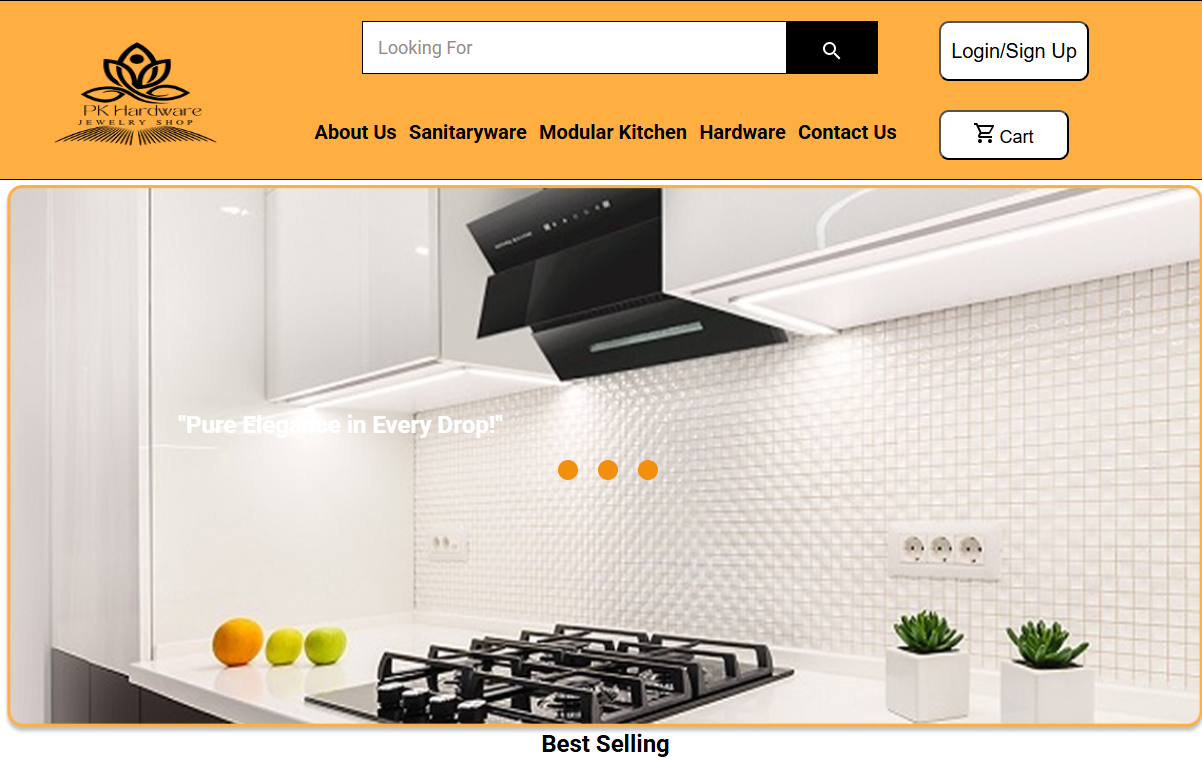 Looking For
Login/Sign Up
PK Hardware
JEWELRY SHOP
About Us Sanitaryware Modular Kitchen Hardware Contact Us
Cart
"Pure Elegance in Every Drop!"
Best Selling